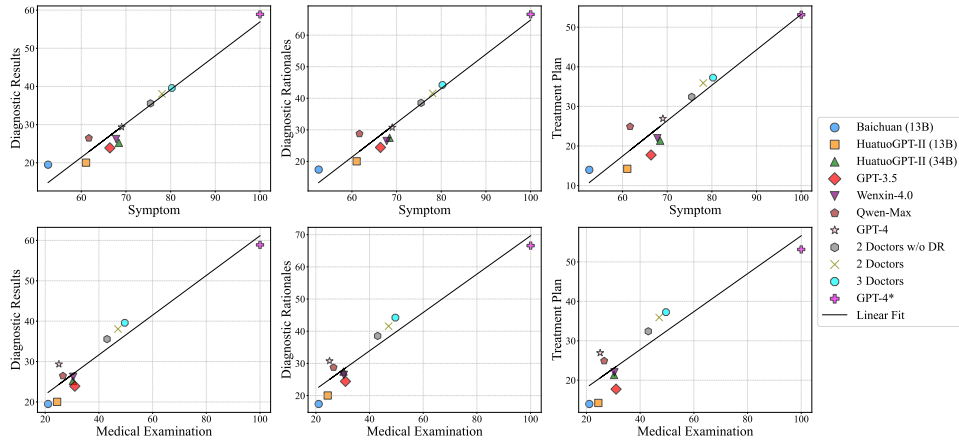 60
50
40
30
20
60
70
80
90
100
Diagnostic Results
Symptom
60
50
40
30
20
60
70
80
90
100
Diagnostic Rationales
Symptom
50
40
30
20
10
60
70
80
90
100
Treatment Plan
Symptom
60
50
40
30
20
20
40
60
80
100
Diagnostic Results
Medical Examination
70
60
50
40
30
20
20
40
60
80
100
Diagnostic Rationales
Medical Examination
50
40
30
20
20
40
60
80
100
Treatment Plan
Medical Examination
Baichuan (13B)
HuatuoGPT-II (13B)
HuatuoGPT-II (34B)
GPT-3.5
Wenxin-4.0
Qwen-Max
GPT-4
2 Doctors w/o DR
2 Doctors
3 Doctors
GPT-4*
Linear Fit